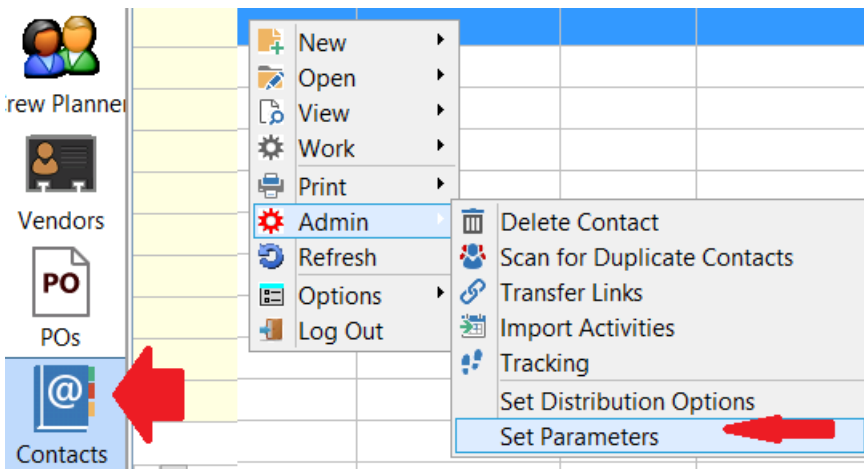 rew Planner
Vendors
PO
POs
@
Contacts
New
Open
View
Work
Print
Admin
Refresh
Options
Log Out
Delete Contact
Scan for Duplicate Contacts
Transfer Links
Import Activities
Tracking
Set Distribution Options
Set Parameters